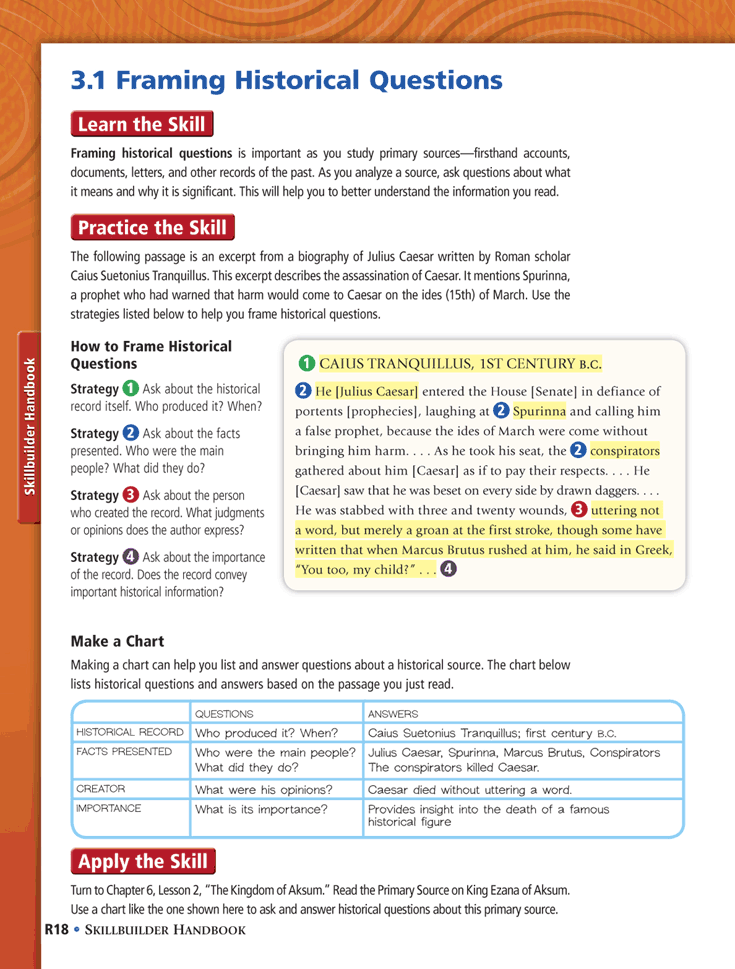 3.1 Framing Historical Questions
Learn the Skill
Framing historical questions is important as you study primary sources—firsthand accounts,
documents, letters, and other records of the past. As you analyze a source, ask questions about what
it means and why it is significant. This will help you to better understand the information you read.
Practice the Skill
The following passage is an excerpt from a biography of Julius Caesar written by Roman scholar
Caius Suetonius Tranquillus. This excerpt describes the assassination of Caesar. It mentions Spurinna,
a prophet who had warned that harm would come to Caesar on the ides (15th) of March. Use the
strategies listed below to help you frame historical questions.
How to Frame Historical
Questions
Strategy 1 Ask about the historical
record itself. Who produced it? When?
Strategy 2 Ask about the facts
presented. Who were the main
people? What did they do?
Strategy 3 Ask about the person
who created the record. What judgments
or opinions does the author express?
Strategy 4 Ask about the importance
of the record. Does the record convey
important historical information?
1 CAIUS TRANQUILLUS, 1ST CENTURY B.C.
2 He [Julius Caesar] entered the House [Senate] in defiance of
portents [prophecies], laughing at 2 Spurinna and calling him
a false prophet, because the ides of March were come without
bringing him harm. . . . As he took his seat, the 2 conspirators
gathered about him [Caesar] as if to pay their respects. . . . He
[Caesar] saw that he was beset on every side by drawn daggers. . . .
He was stabbed with three and twenty wounds, 3 uttering not
a word, but merely a groan at the first stroke, though some have
written that when Marcus Brutus rushed at him, he said in Greek,
“You too, my child?” . . . 4
Make a Chart
Making a chart can help you list and answer questions about a historical source. The chart below
lists historical questions and answers based on the passage you just read.
QUESTIONS ANSWERS
HISTORICAL RECORD Who produced it? When? Caius Suetonius Tranquillus; first century B.C.
FACTS PRESENTED Who were the main people? Julius Caesar, Spurinna, Marcus Brutus, Conspirators
What did they do? The conspirators killed Caesar.
CREATOR What were his opinions? Caesar died without uttering a word.
IMPORTANCE What is its importance? Provides insight into the death of a famous
historical figure
Apply the Skill
Turn to Chapter 6, Lesson 2, “The Kingdom of Aksum.” Read the Primary Source on King Ezana of Aksum.
Use a chart like the one shown here to ask and answer historical questions about this primary source.
R18 • SKILLBUILDER HANDBOOK
Skillbuilder Handbook